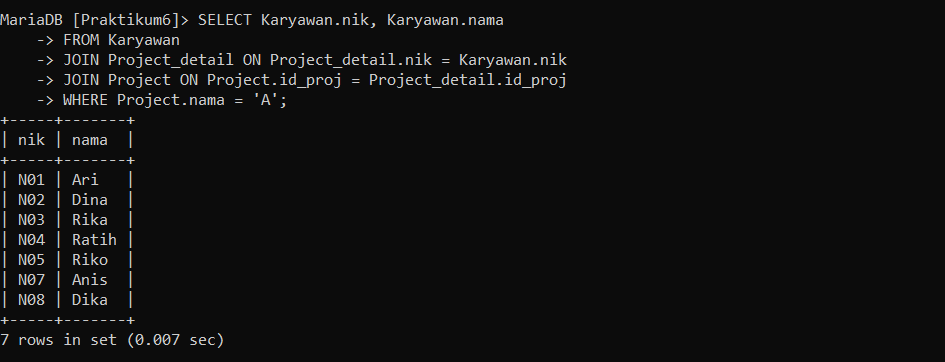 MariaDB [Praktikum6]> SELECT Karyawan.nik, Karyawan.nama
    -> FROM Karyawan
    -> JOIN Project_detail ON Project_detail.nik = Karyawan.nik
    -> JOIN Project ON Project.id_proj = Project_detail.id_proj
    -> WHERE Project.nama = 'A';
+-----+-------+
| nik | nama  |
+-----+-------+
| N01 | Ari   |
| N02 | Dina  |
| N03 | Rika  |
| N04 | Ratih |
| N05 | Riko  |
| N07 | Anis  |
| N08 | Dika  |
+-----+-------+
7 rows in set (0.007 sec)